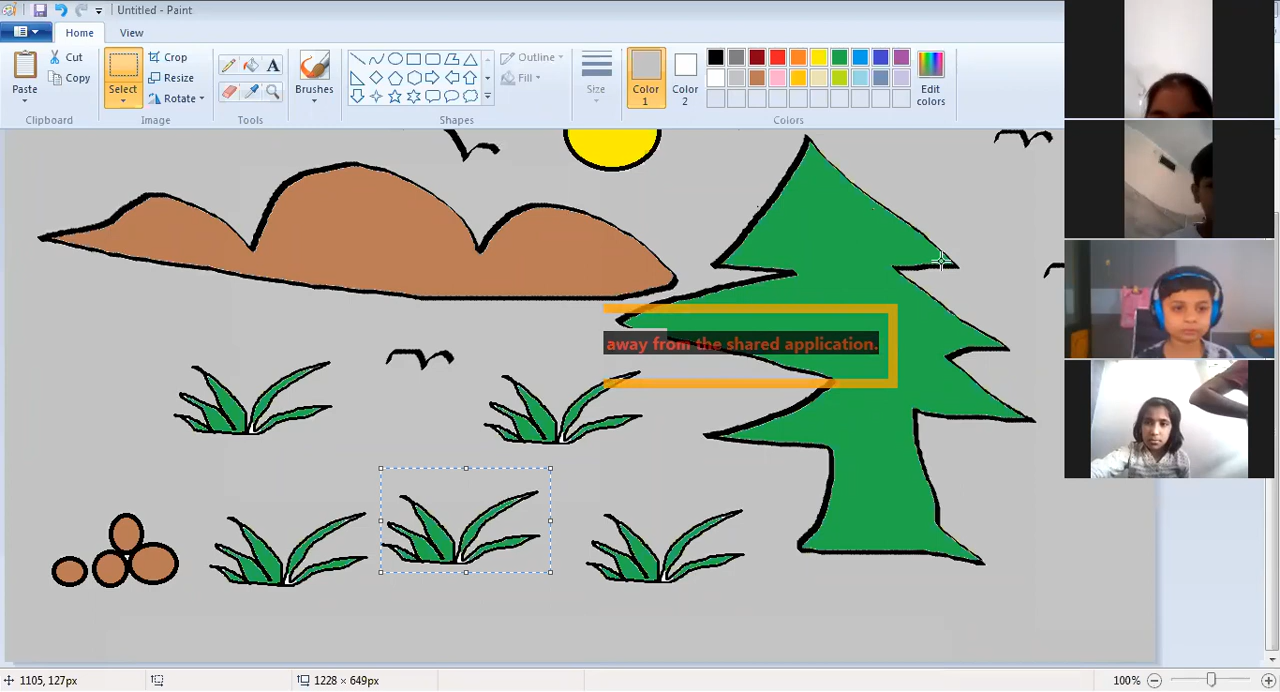 Untitled - Paint
Home
View
Paste
Cut
Copy
Clipboard
Select
Crop
Resize
Rotate
Image
Tools
Brushes
Shapes
Outline
Fill
Size
Color
1
Color
2
Edit
colors
Colors
away from the shared application.
1105, 127px
1228 × 649px
100%